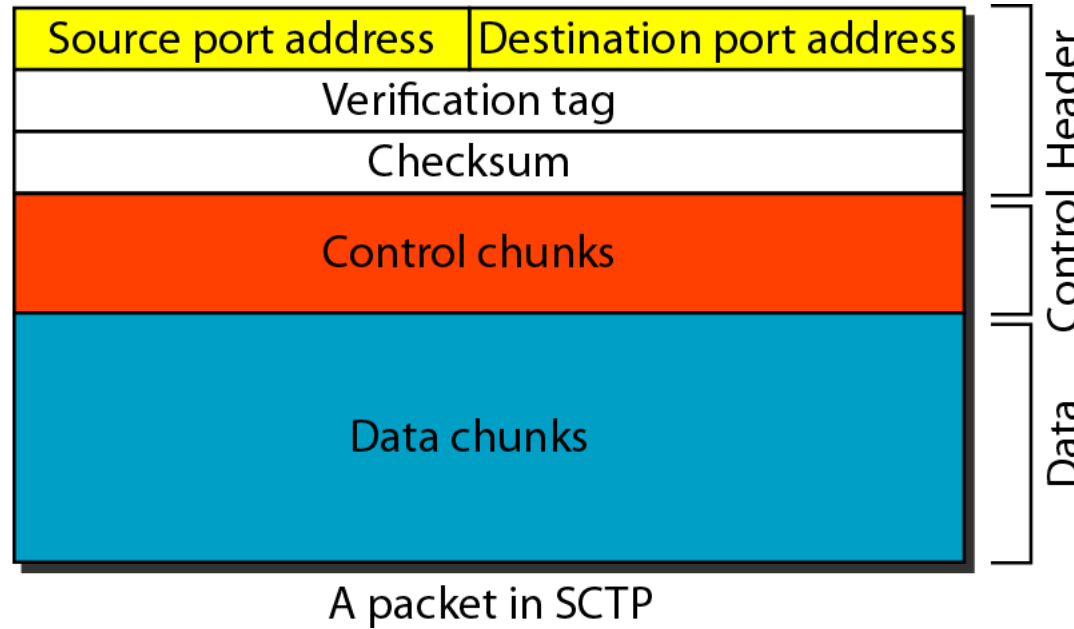 Source port address Destination port address
Verification tag
Checksum
Control chunks
Data chunks
Header
Control
Data
A packet in SCTP